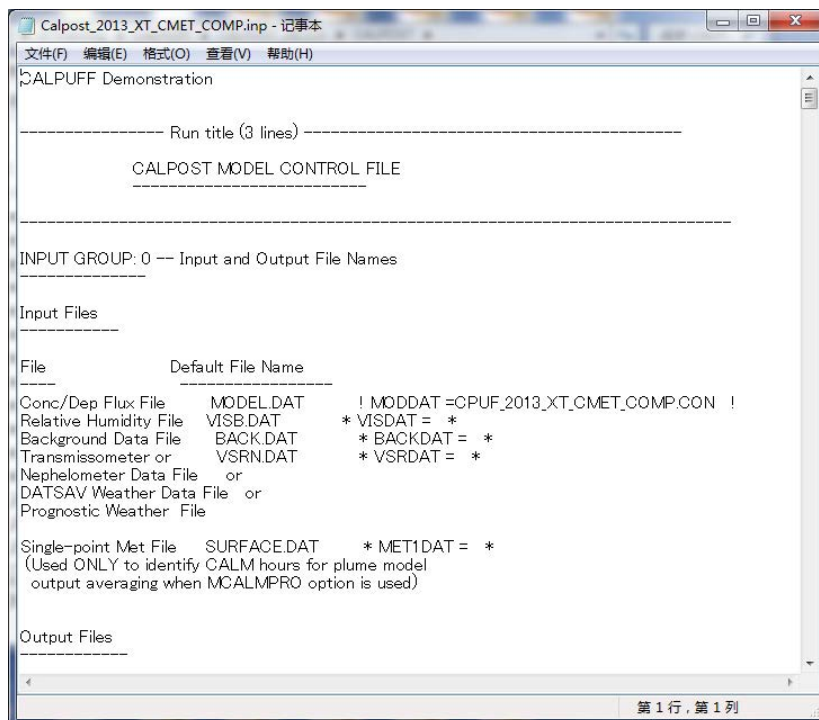 Calpost_2013_XT_CMET_COMP.inp - 记事本
文件(F) 编辑(E) 格式(O) 查看(V) 帮助(H)
CALPUFF Demonstration
---------------- Run title (3 lines) ------------------------------------------
CALPOST MODEL CONTROL FILE
--------------------------
-------------------------------------------------------------------------------
INPUT GROUP: 0 -- Input and Output File Names
--------------
Input Files
-----------
File Default File Name
---- -----------------
Conc/Dep Flux File MODEL.DAT ! MODDAT =CPUF_2013_XT_CMET_COMP.CON !
Relative Humidity File VISB.DAT * VISDAT = *
Background Data File BACK.DAT * BACKDAT = *
Transmissometer or VSRN.DAT * VSRDAT = *
Nephelometer Data File or
DATSAV Weather Data File or
Prognostic Weather File
Single-point Met File SURFACE.DAT * MET1DAT = *
(Used ONLY to identify CALM hours for plume model
output averaging when MCALMPRO option is used)
Output Files
------------
第 1 行 , 第 1 列